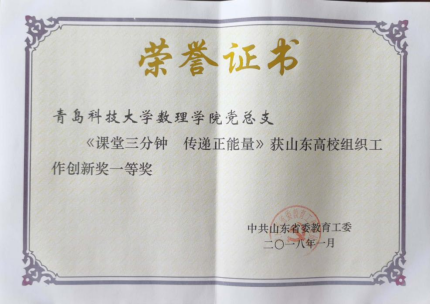 荣誉证书
青岛科技大学数理学院党总支
《课堂三分钟 传递正能量》获山东高校组织工
作创新奖一等奖
中共山东省委教育工委
二〇一八年一月